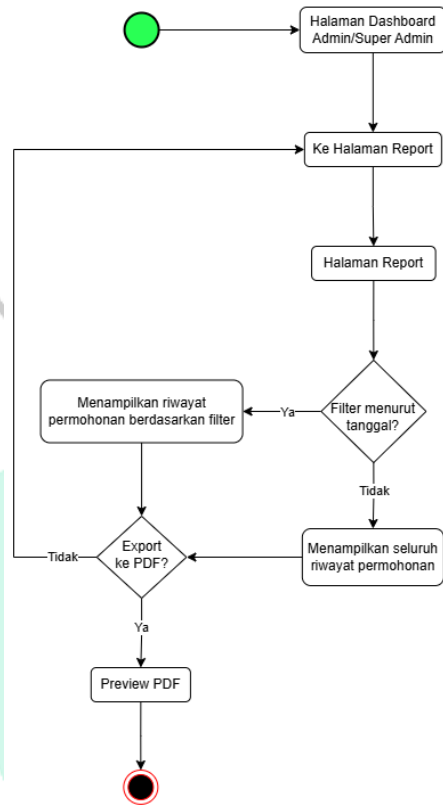 Halaman Dashboard
Admin/Super Admin
Ke Halaman Report
Halaman Report
Filter menurut
tanggal?
Ya
Menampilkan riwayat
permohonan berdasarkan filter
Tidak
Menampilkan seluruh
riwayat permohonan
Export
ke PDF?
Tidak
Ya
Preview PDF